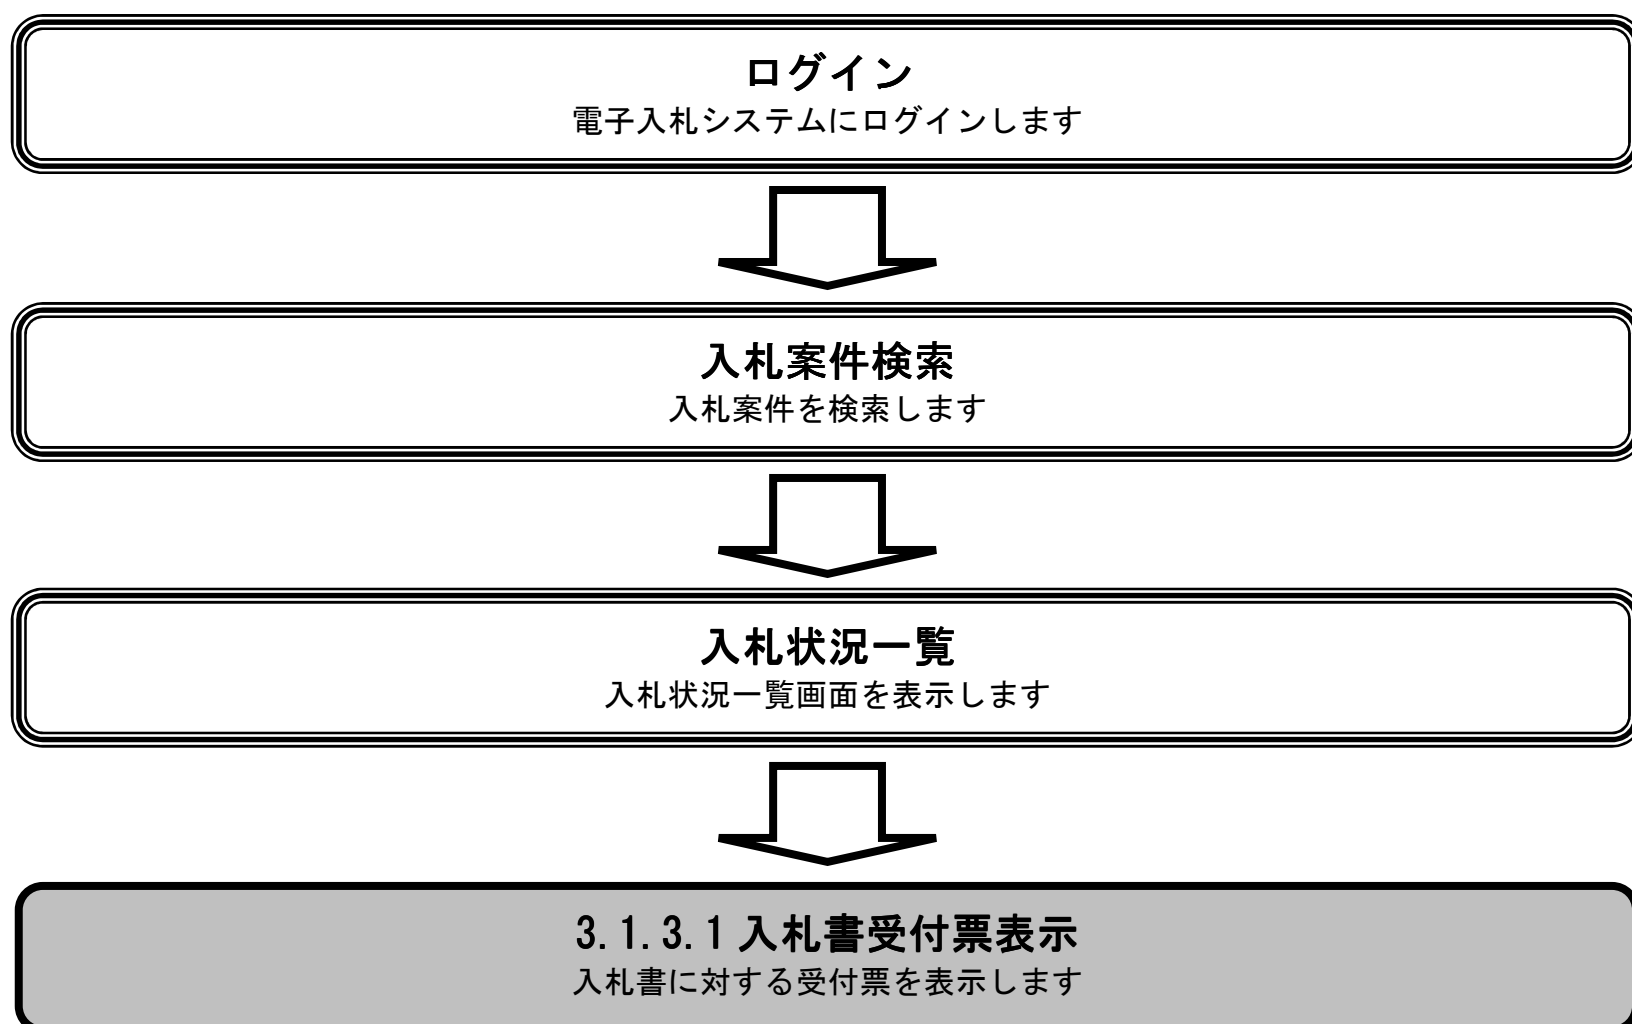 ログイン
電子入札システムにログインします
入札案件検索
入札案件を検索します
入札状況一覧
入札状況一覧画面を表示します
3.1.3.1入札書受付票表示
入札書に対する受付票を表示します